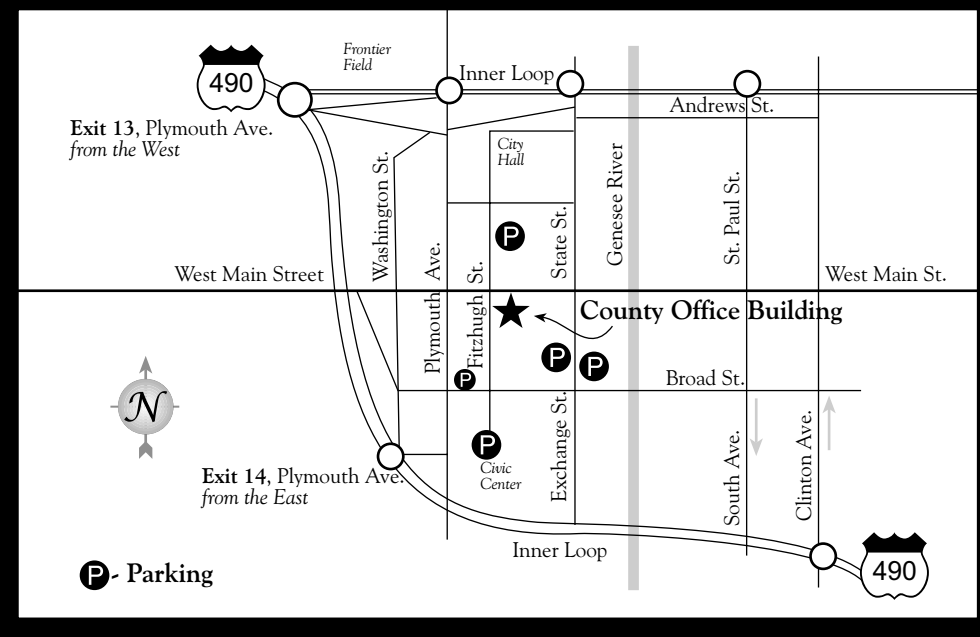 Frontier
Field
490
Inner Loop
Andrews St.
Exit 13, Plymouth Ave.
from the West
City
Hall
Washington St.
Plymouth Ave.
Fitzhugh St.
State St.
Genesee River
St. Paul St.
P
West Main Street
West Main St.
County Office Building
P
P
P
Broad St.
N
Exchange St.
South Ave.
Clinton Ave.
P
Civic
Center
Exit 14, Plymouth Ave.
from the East
Inner Loop
490
P - Parking